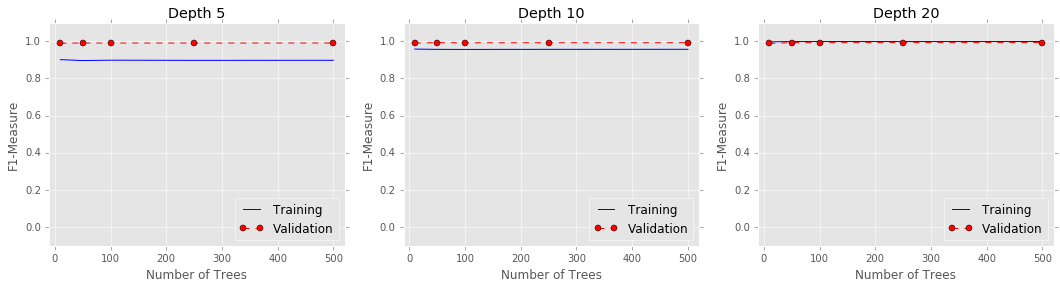 Depth 5
F1-Measure
1.0
0.8
0.6
0.4
0.2
0.0
Training
Validation
0 100 200 300 400 500
Number of Trees
Depth 10
F1-Measure
1.0
0.8
0.6
0.4
0.2
0.0
Training
Validation
0 100 200 300 400 500
Number of Trees
Depth 20
F1-Measure
1.0
0.8
0.6
0.4
0.2
0.0
Training
Validation
0 100 200 300 400 500
Number of Trees